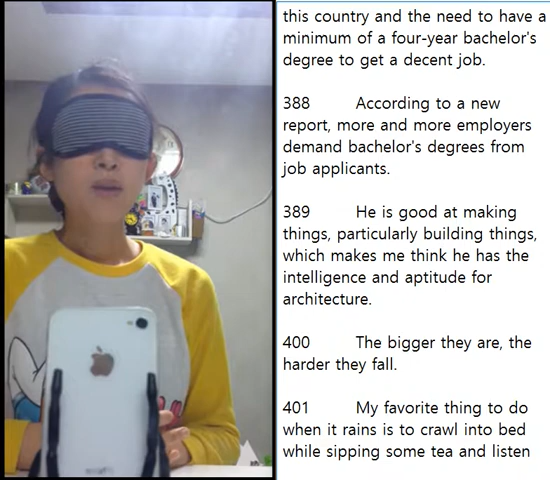 this country and the need to have a
minimum of a four-year bachelor's
degree to get a decent job.
388 According to a new
report, more and more employers
demand bachelor's degrees from
job applicants.
389 He is good at making
things, particularly building things,
which makes me think he has the
intelligence and aptitude for
architecture.
400 The bigger they are, the
harder they fall.
401 My favorite thing to do
when it rains is to crawl into bed
while sipping some tea and listen